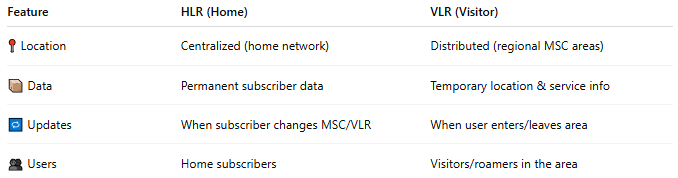 Feature HLR (Home) VLR (Visitor)
📍 Location Centralized (home network) Distributed (regional MSC areas)
📦 Data Permanent subscriber data Temporary location & service info
🔁 Updates When subscriber changes MSC/VLR When user enters/leaves area
👥 Users Home subscribers Visitors/roamers in the area